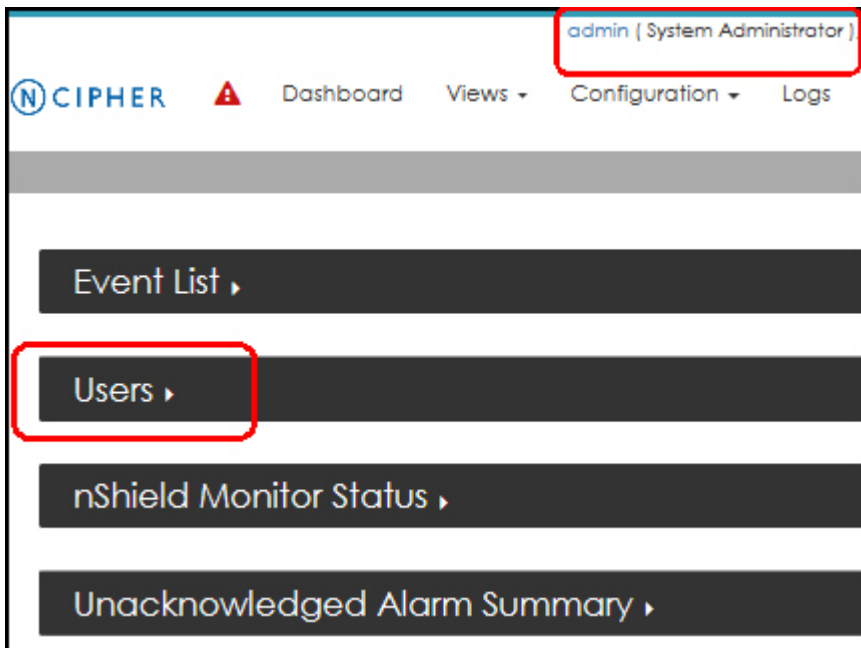 admin ( System Administrator ),
NCIPHER Dashboard Views Configuration Logs
Event List
Users
nShield Monitor Status
Unacknowledged Alarm Summary